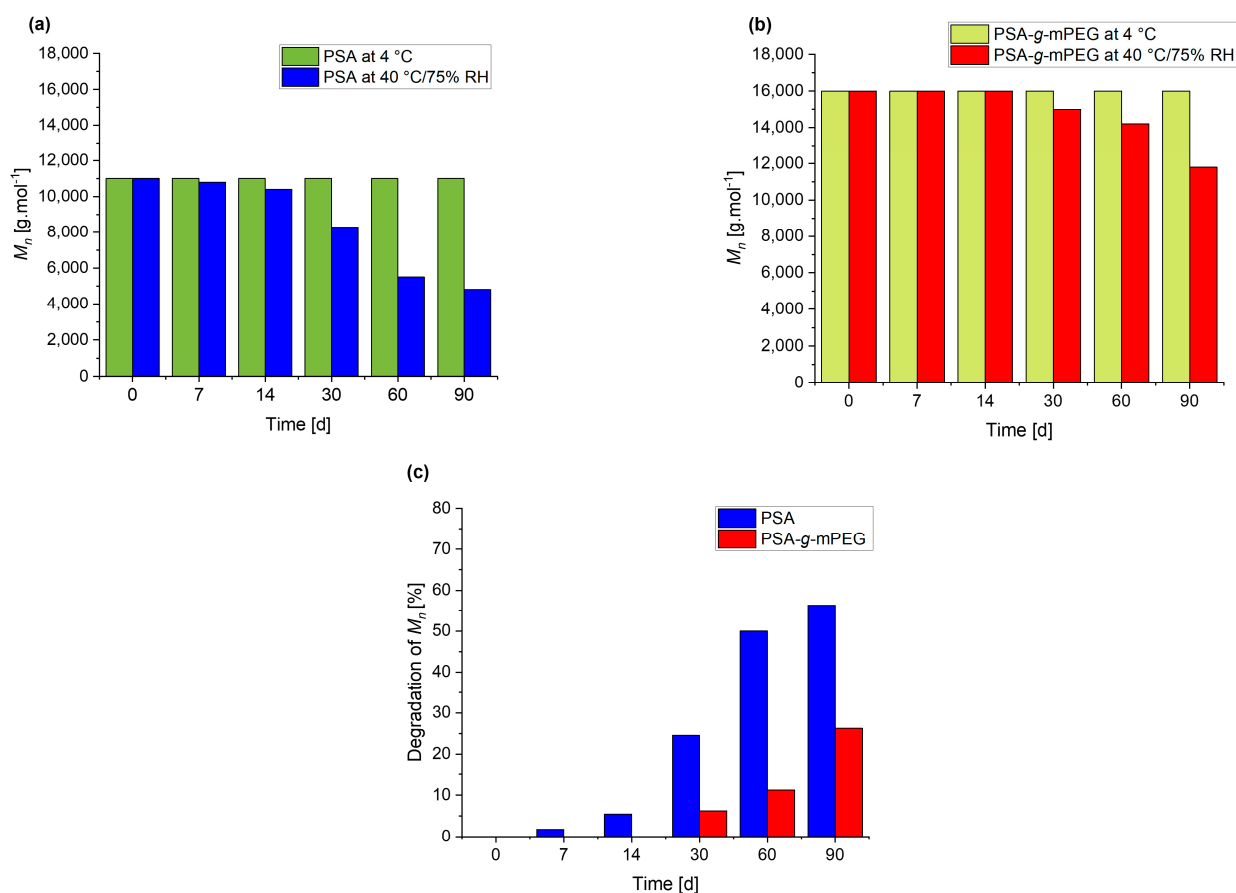 (a)
PSA at 4 °C
PSA at 40 °C/75% RH
18,000
16,000
14,000
12,000
10,000
8,000
6,000
4,000
2,000
0
Mn [g.mol-1]
0 7 14 30 60 90
Time [d]
(b)
PSA-g-mPEG at 4 °C
PSA-g-mPEG at 40 °C/75% RH
18,000
16,000
14,000
12,000
10,000
8,000
6,000
4,000
2,000
0
Mn [g.mol-1]
0 7 14 30 60 90
Time [d]
(c)
PSA
PSA-g-mPEG
80
70
60
50
40
30
20
10
0
Degradation of Mn [%]
0 7 14 30 60 90
Time [d]